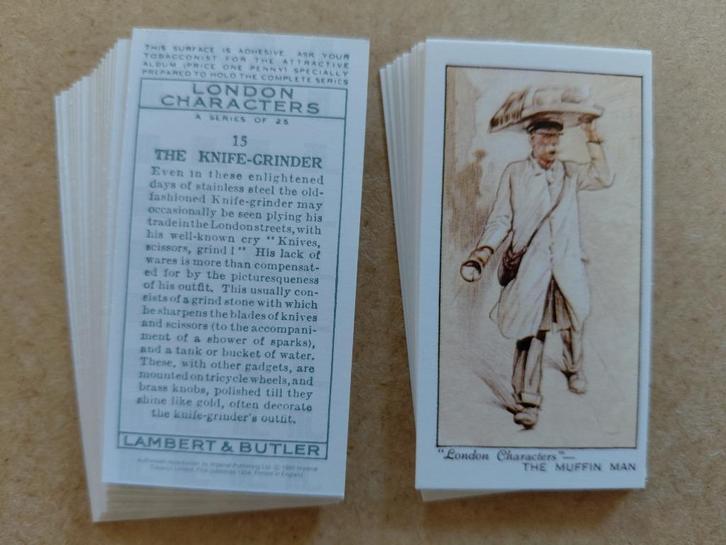 THIS SURFACE IS ADHESIVE. ASK YOUR
TOBACCONIST FOR THE ATTRACTIVE
ALBUM (PRICE ONE PENNY) SPECIALLY
PREPARED TO HOLD THE COMPLETE SERIES
LONDON
CHARACTERS
A SERIES OF 25
15
THE KNIFE-GRINDER
Even in these enlightened
days of stainless steel the old-
fashioned Knife-grinder may
occasionally be seen plying his
trade in the London streets, with
his well-known cry "Knives,
scissors, grind!" His lack of
wares is more than compensat-
ed for by the picturesqueness
of his outfit. This usually con-
sists of a grind stone with which
he sharpens the blades of knives
and scissors (to the accompani-
ment of a shower of sparks),
and a tank or bucket of water.
These, with other gadgets, are
mounted on tricycle wheels, and
brass knobs, polished till they
shine like gold, often decorate
the knife-grinder's outfit.
LAMBERT & BUTLER
"London Characters"—
THE MUFFIN MAN